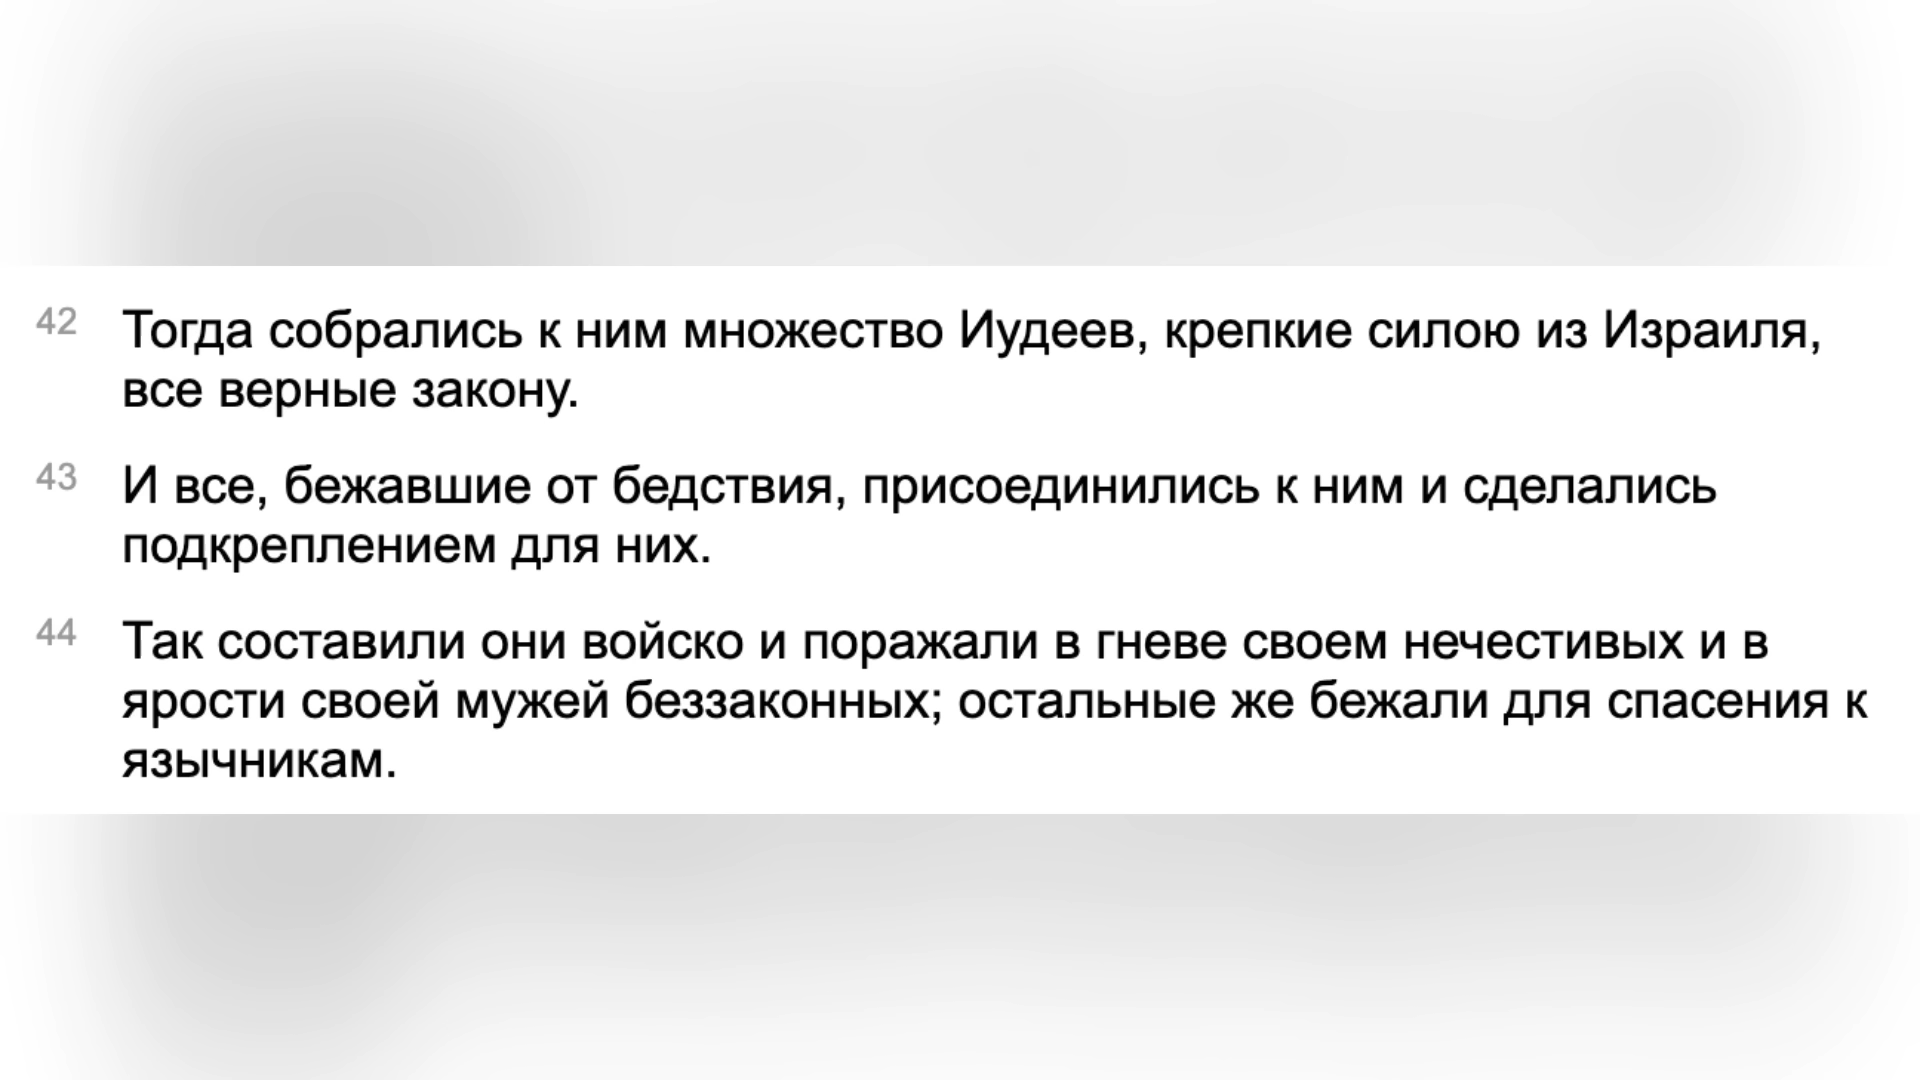 42 Тогда собрались к ним множество Иудеев, крепкие силою из Израиля,
все верные закону.
43 И все, бежавшие от бедствия, присоединились к ним и сделались
подкреплением для них.
44 Так составили они войско и поражали в гневе своем нечестивых и в
ярости своей мужей беззаконных; остальные же бежали для спасения к
язычникам.